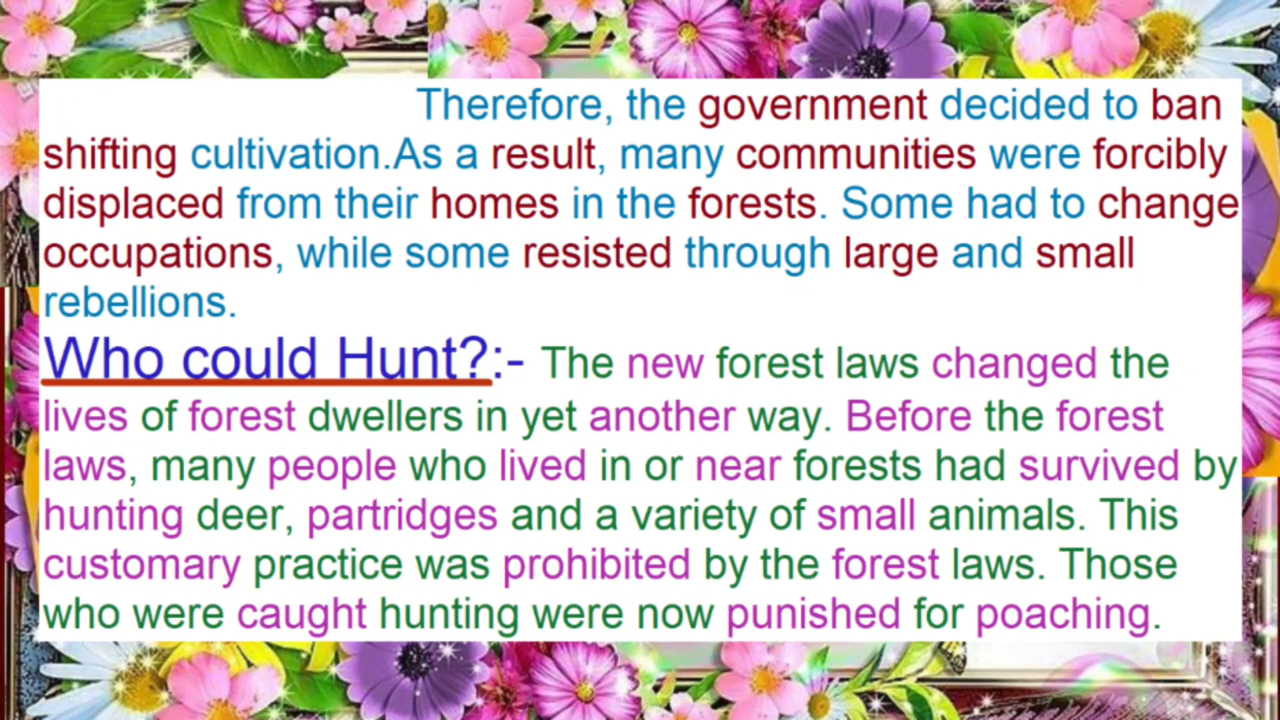 Therefore, the government decided to ban
shifting cultivation.As a result, many communities were forcibly
displaced from their homes in the forests. Some had to change
occupations, while some resisted through large and small
rebellions.
Who could Hunt?:- The new forest laws changed the
lives of forest dwellers in yet another way. Before the forest
laws, many people who lived in or near forests had survived by
hunting deer, partridges and a variety of small animals. This
customary practice was prohibited by the forest laws. Those
who were caught hunting were now punished for poaching.